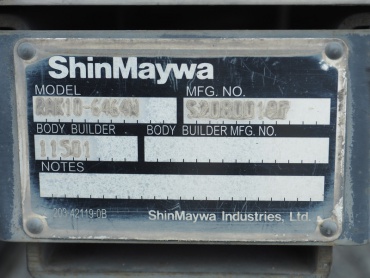 ShinMaywa
MODEL MFG. NO.
BODY BUILDER BODY BUILDER MFG. NO.
11501
NOTES
ShinMaywa Industries, Ltd.